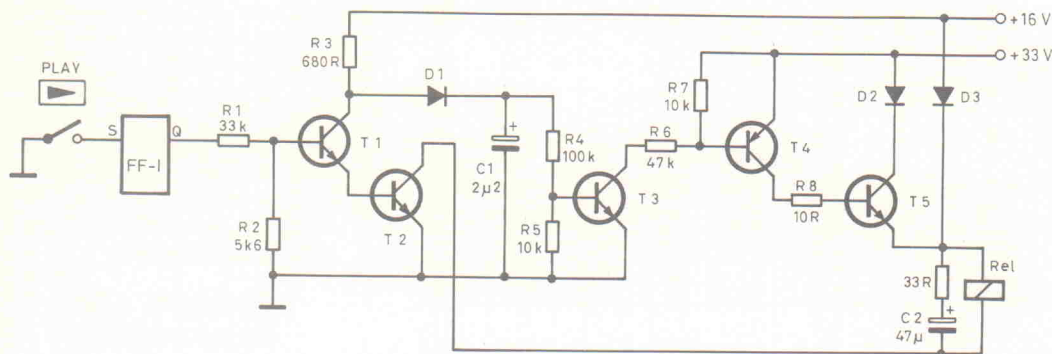 +16 V
+33 V
R3
680R
PLAY
D1
R7
10k
D2
D3
R1
33k
S
Q
FF-I
T1
R4
100k
R6
47k
T4
C1
2µ2
+
R8
10R
T5
T3
T2
R2
5k6
R5
10k
33R
Rel
C2
47µ
+